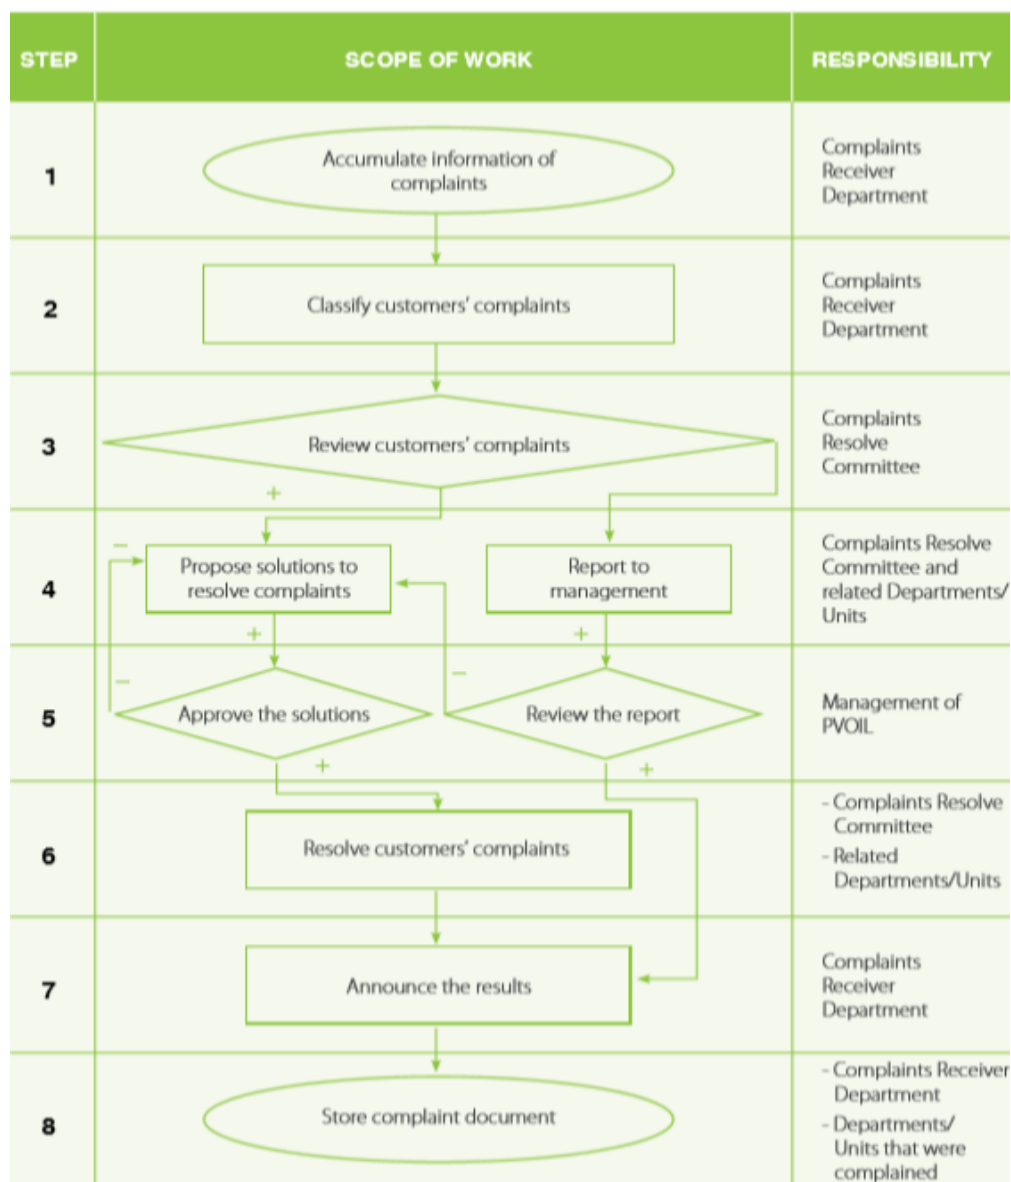 STEP
SCOPE OF WORK
RESPONSIBILITY
1
Accumulate information of
complaints
Complaints
Receiver
Department
2
Classify customers' complaints
Complaints
Receiver
Department
3
Review customers' complaints
Complaints
Resolve
Committee
+
4
–
Propose solutions to
resolve complaints
Report to
management
Complaints Resolve
Committee and
related Departments/
Units
+
+
5
–
–
Approve the solutions
Review the report
Management of
PVOIL
+
+
6
Resolve customers' complaints
- Complaints Resolve
Committee
- Related
Departments/Units
7
Announce the results
Complaints
Receiver
Department
8
Store complaint document
- Complaints Receiver
Department
- Departments/
Units that were
complained